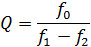 Q = f₀ / (f₁ − f₂)